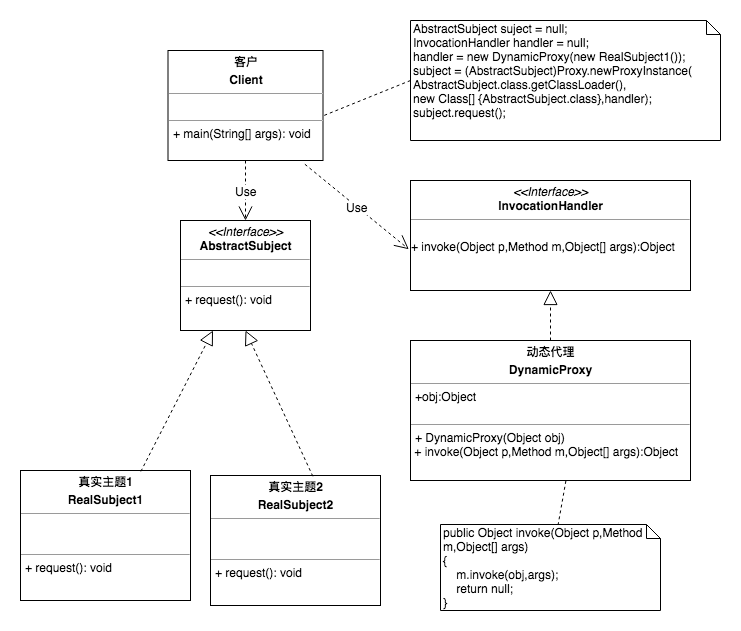 AbstractSubject suject = null;
InvocationHandler handler = null;
handler = new DynamicProxy(new RealSubject1());
subject = (AbstractSubject)Proxy.newProxyInstance(
AbstractSubject.class.getClassLoader(),
new Class[] {AbstractSubject.class},handler);
subject.request();
客户
Client
+ main(String[] args): void
Use
Use
<<Interface>>
AbstractSubject
+ request(): void
<<Interface>>
InvocationHandler
+ invoke(Object p,Method m,Object[] args):Object
动态代理
DynamicProxy
+obj:Object
+ DynamicProxy(Object obj)
+ invoke(Object p,Method m,Object[] args):Object
真实主题1
RealSubject1
+ request(): void
真实主题2
RealSubject2
+ request(): void
public Object invoke(Object p,Method
m,Object[] args)
{
m.invoke(obj,args);
return null;
}